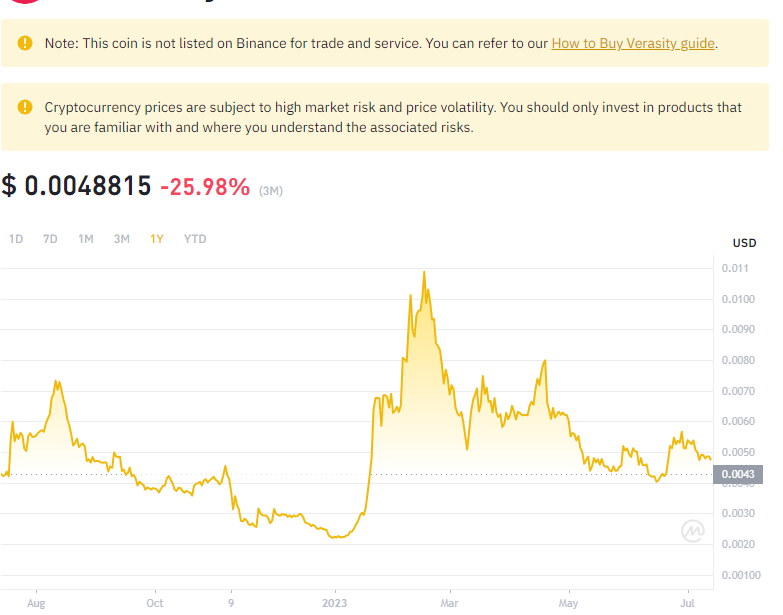 Note: This coin is not listed on Binance for trade and service. You can refer to our How to Buy Verasity guide.
Cryptocurrency prices are subject to high market risk and price volatility. You should only invest in products that
you are familiar with and where you understand the associated risks.
$ 0.0048815 -25.98% (3M)
1D 7D 1M 3M 1Y YTD
USD
0.011
0.0100
0.0090
0.0080
0.0070
0.0060
0.0050
0.0043
0.0030
0.0020
0.00100
Aug Oct 9 2023 Mar May Jul